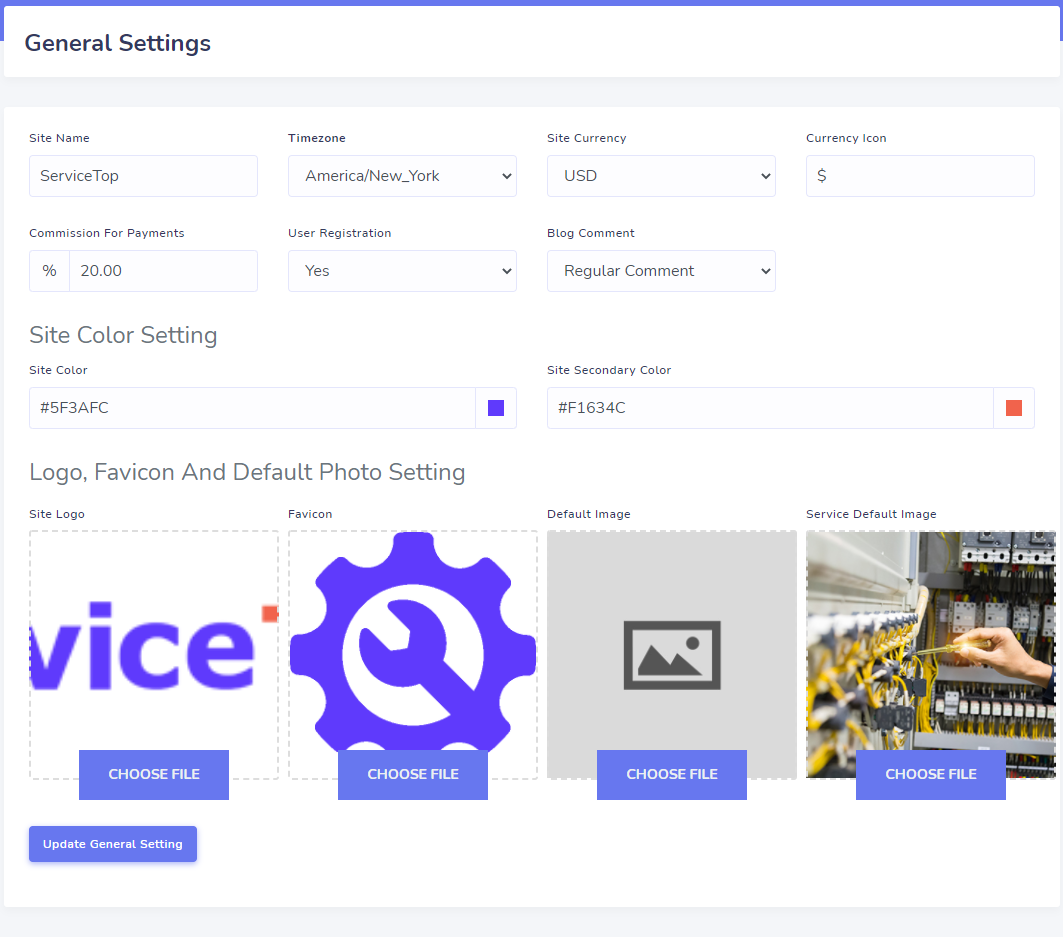 General Settings
Site Name
Timezone
Site Currency
Currency Icon
ServiceTop
America/New_York
USD
$
Commission For Payments
User Registration
Blog Comment
% 20.00
Yes
Regular Comment
Site Color Setting
Site Color
Site Secondary Color
#5F3AFC
#F1634C
Logo, Favicon And Default Photo Setting
Site Logo
Favicon
Default Image
Service Default Image
vice
CHOOSE FILE
CHOOSE FILE
CHOOSE FILE
CHOOSE FILE
Update General Setting